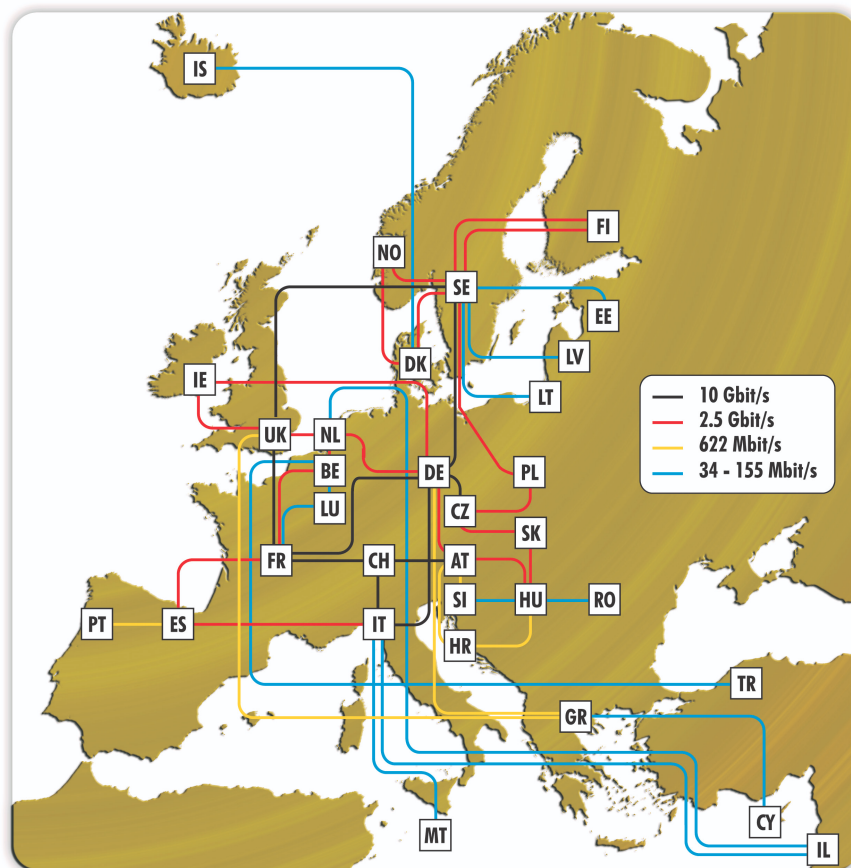 IS
FI
NO
SE
EE
LV
DK
IE
LT
10 Gbit/s
2.5 Gbit/s
622 Mbit/s
34 - 155 Mbit/s
UK
NL
BE
DE
PL
LU
CZ
SK
FR
CH
AT
SI
HU
RO
PT
ES
IT
HR
TR
GR
MT
CY
IL